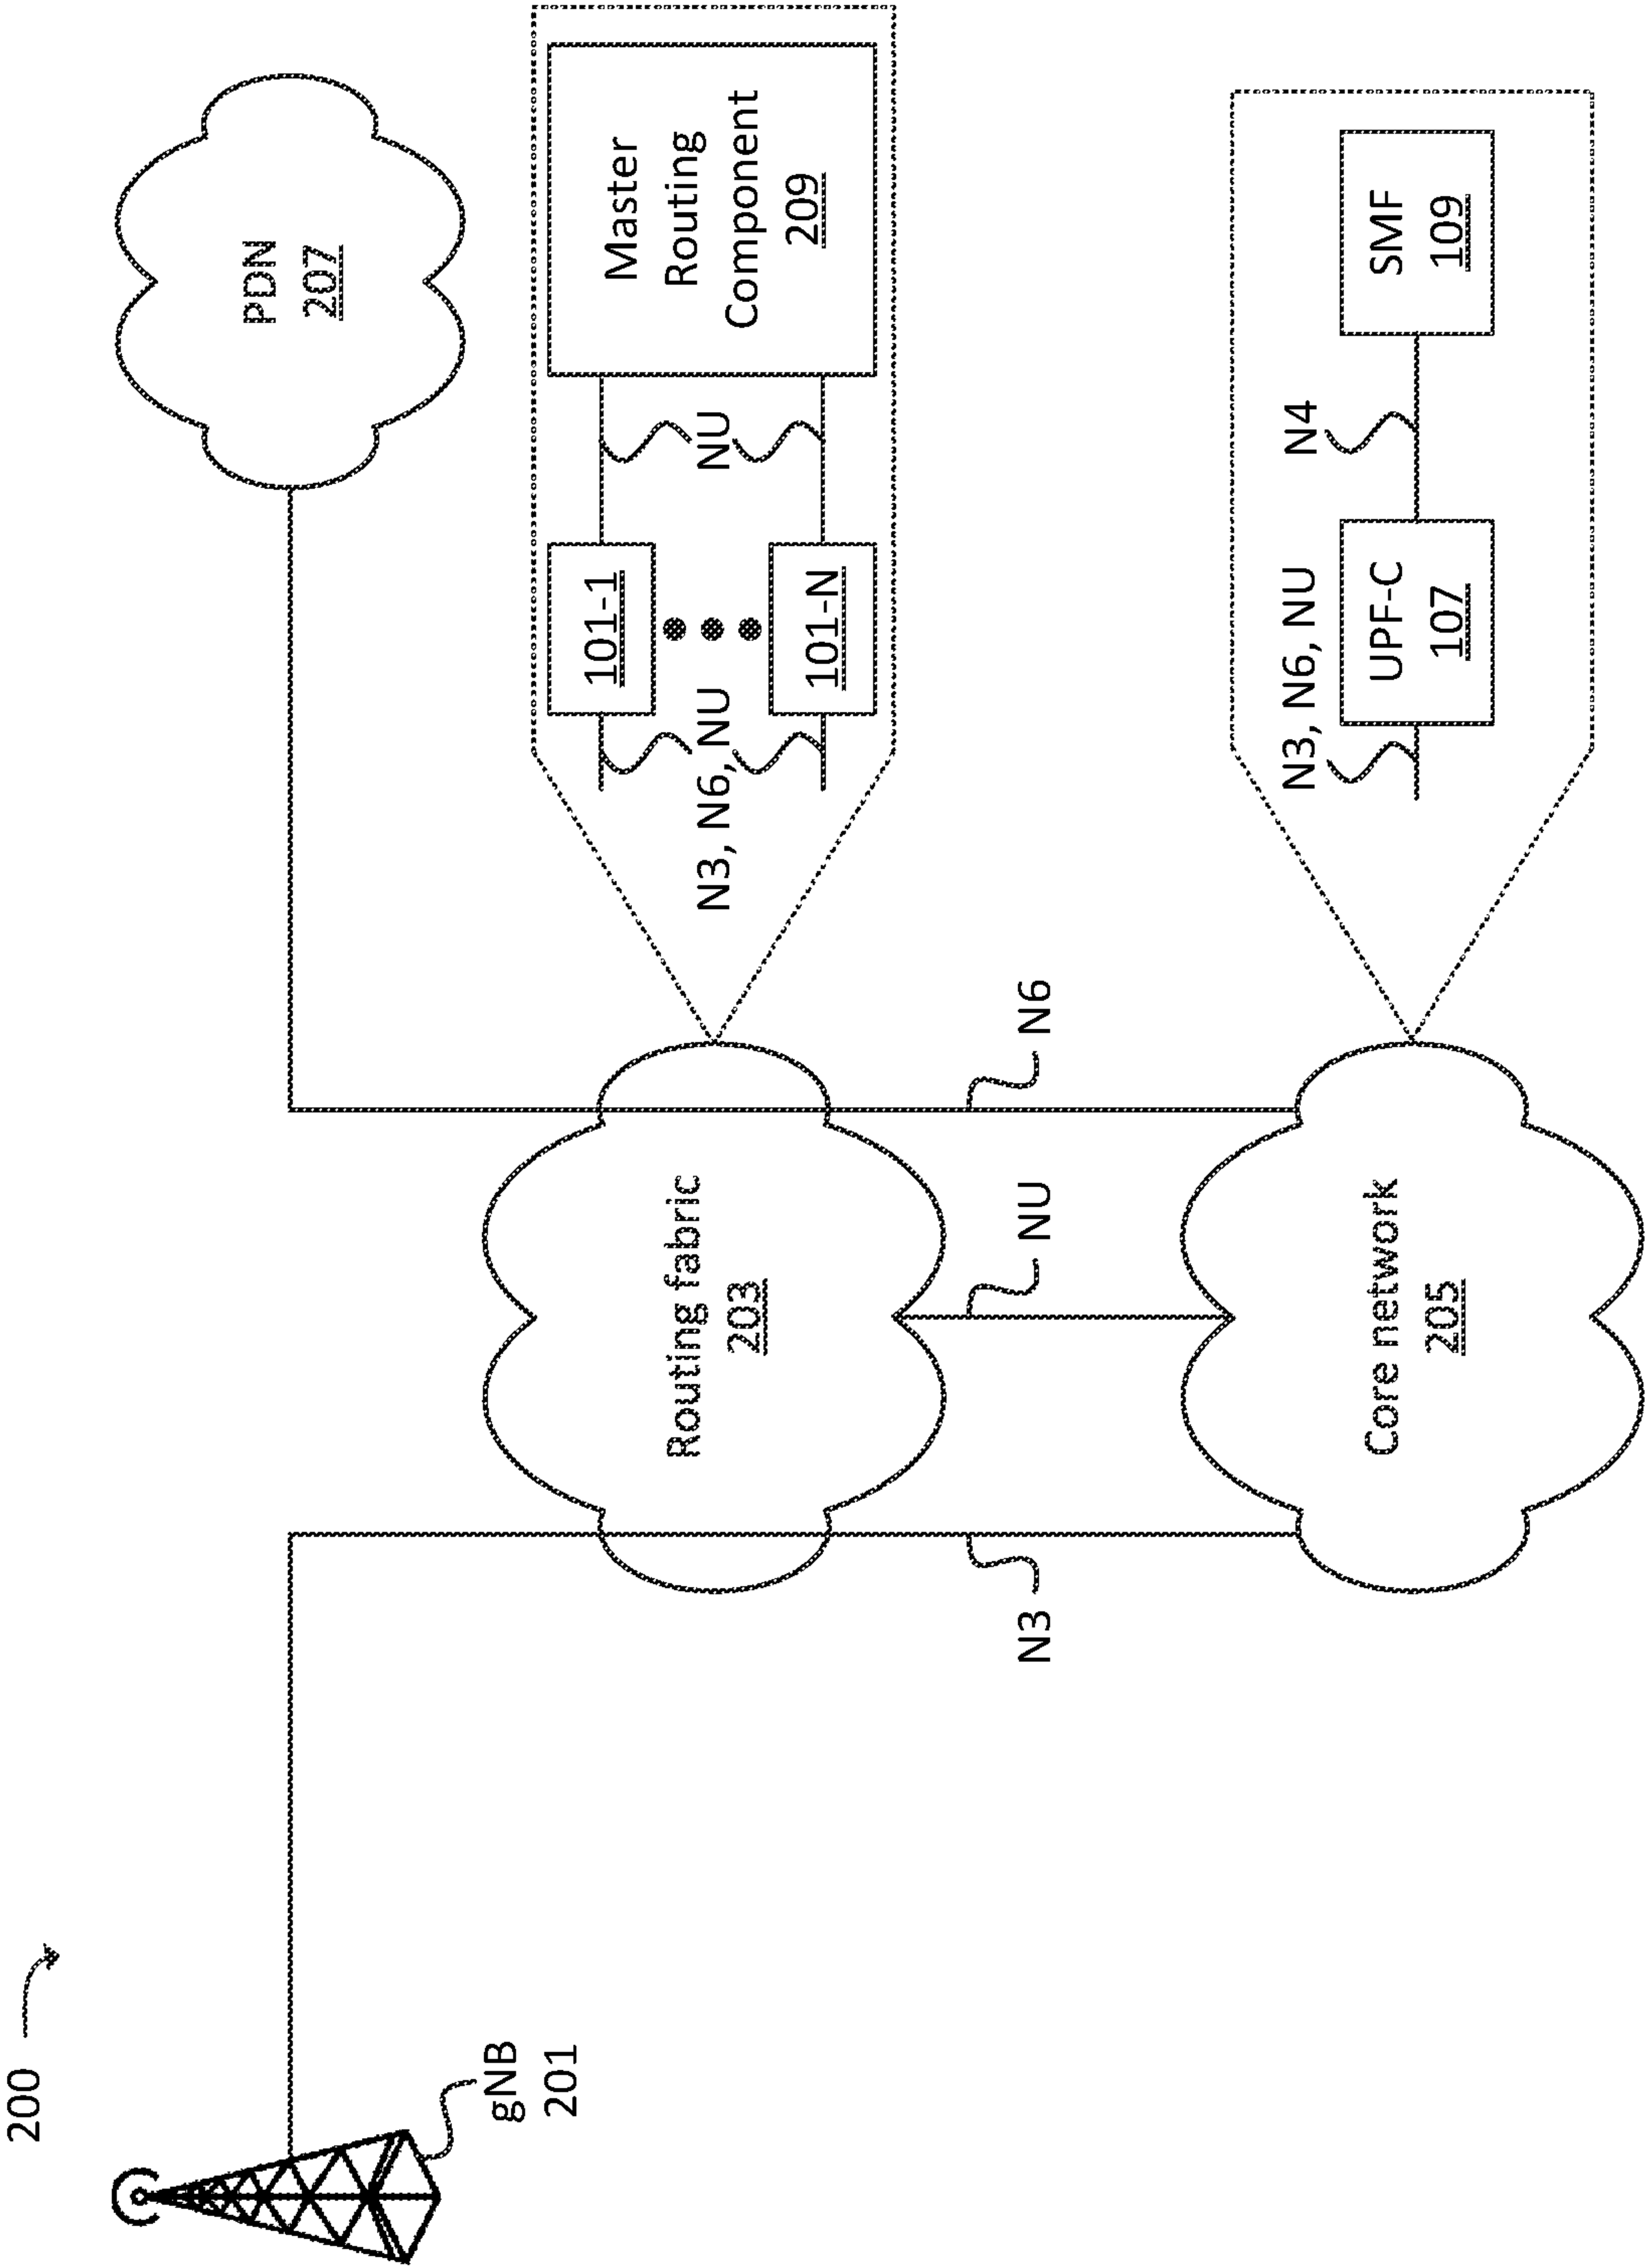 200
gNB
201
PDN
207
Routing fabric
203
Master
Routing
Component
209
101-1
101-N
NU
N3, N6, NU
N3
NU
N6
Core network
205
N3, N6, NU
UPF-C
107
N4
SMF
109